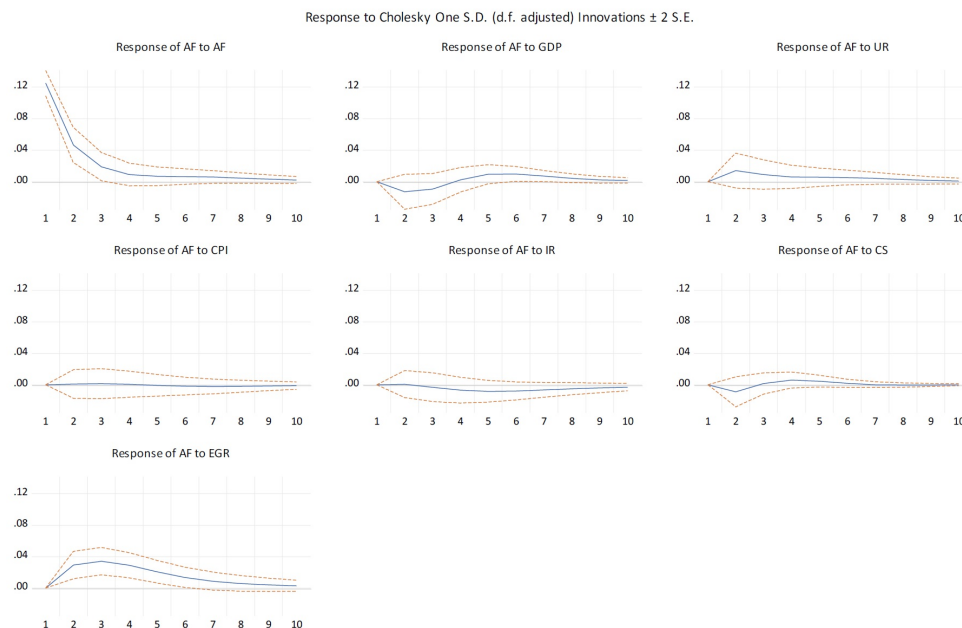 Response to Cholesky One S.D. (d.f. adjusted) Innovations ± 2 S.E.
Response of AF to AF
.12
.08
.04
.00
1 2 3 4 5 6 7 8 9 10
Response of AF to GDP
.12
.08
.04
.00
1 2 3 4 5 6 7 8 9 10
Response of AF to UR
.12
.08
.04
.00
1 2 3 4 5 6 7 8 9 10
Response of AF to CPI
.12
.08
.04
.00
1 2 3 4 5 6 7 8 9 10
Response of AF to IR
.12
.08
.04
.00
1 2 3 4 5 6 7 8 9 10
Response of AF to CS
.12
.08
.04
.00
1 2 3 4 5 6 7 8 9 10
Response of AF to EGR
.12
.08
.04
.00
1 2 3 4 5 6 7 8 9 10